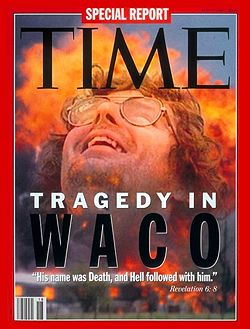 SPECIAL REPORT
TIME
TRAGEDY IN
WACO
"His name was Death, and Hell followed with him."
Revelation 6: 8